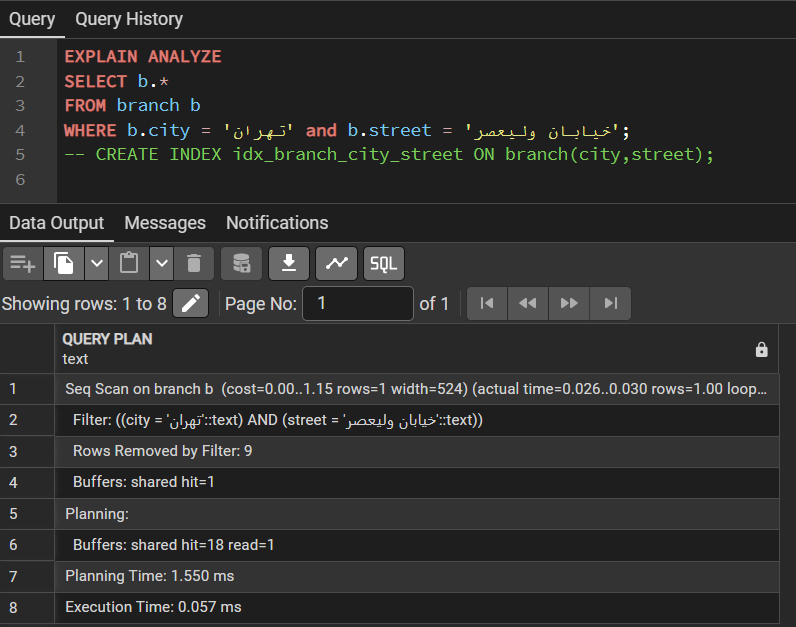 Query Query History
1 EXPLAIN ANALYZE
2 SELECT b.*
3 FROM branch b
4 WHERE b.city = 'تهران' and b.street = 'خیابان ولیعصر';
5 -- CREATE INDEX idx_branch_city_street ON branch(city,street);
6
Data Output Messages Notifications
SQL
Showing rows: 1 to 8 Page No: 1 of 1
QUERY PLAN
text
1 Seq Scan on branch b (cost=0.00..1.15 rows=1 width=524) (actual time=0.026..0.030 rows=1.00 loop...
2 Filter: ((city = 'تهران'::text) AND (street = 'خیابان ولیعصر'::text))
3 Rows Removed by Filter: 9
4 Buffers: shared hit=1
5 Planning:
6 Buffers: shared hit=18 read=1
7 Planning Time: 1.550 ms
8 Execution Time: 0.057 ms